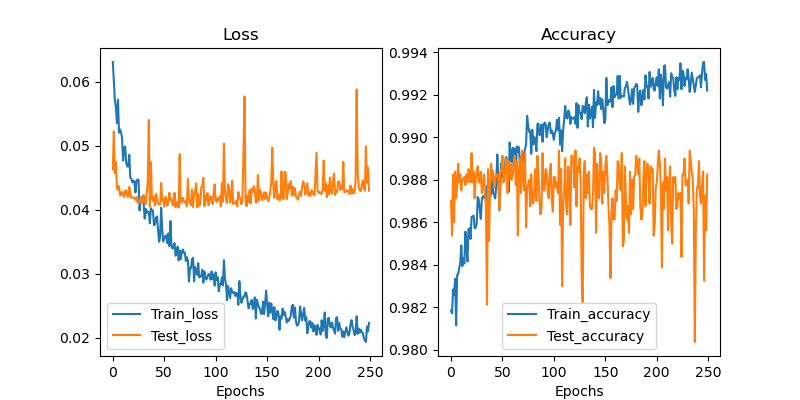 Loss
0.06
0.05
0.04
0.03
0.02
Train_loss
Test_loss
0 50 100 150 200 250
Epochs
Accuracy
0.994
0.992
0.990
0.988
0.986
0.984
0.982
0.980
Train_accuracy
Test_accuracy
0 50 100 150 200 250
Epochs